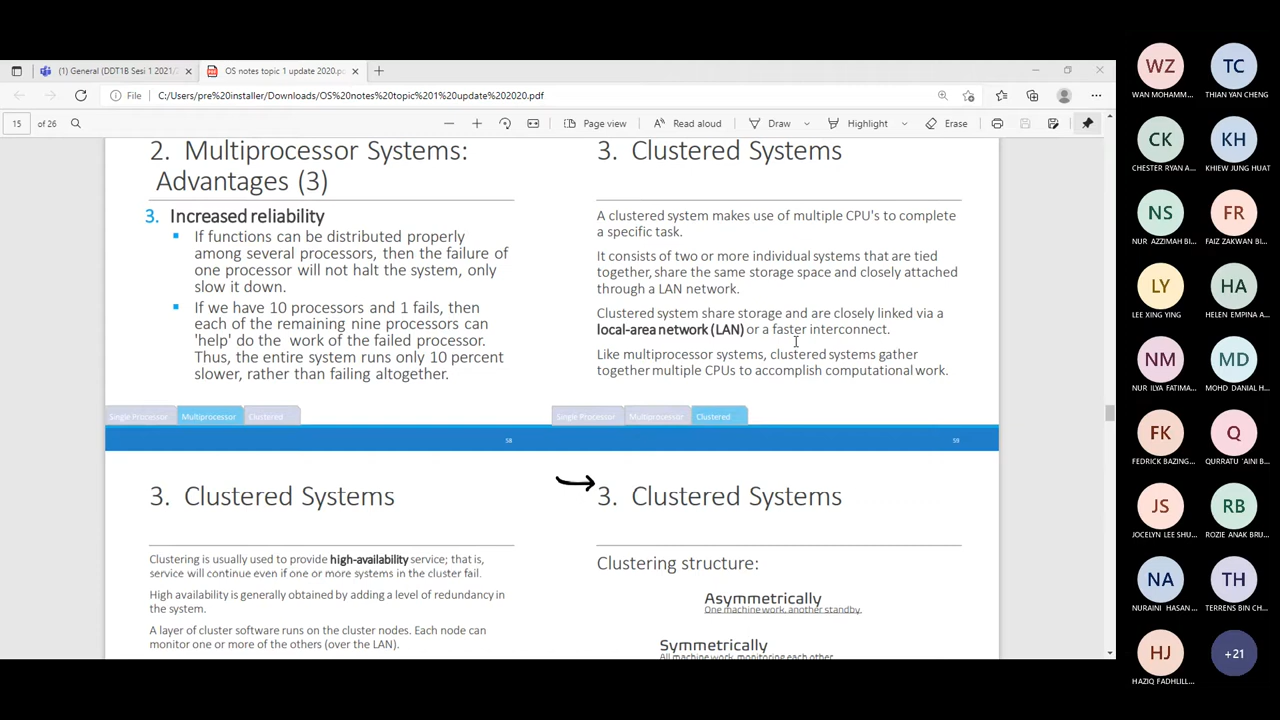 (1) General (DDT1B Sesi 1 2021/
OS notes topic 1 update 2020.pd
File
C:/Users/pre%20installer/Downloads/OS%20notes%20topic%201%20update%202020.pdf
15 of 26
Page view
Read aloud
Draw
Highlight
Erase
2. Multiprocessor Systems:
Advantages (3)
3. Increased reliability
If functions can be distributed properly
among several processors, then the failure of
one processor will not halt the system, only
slow it down.
If we have 10 processors and 1 fails, then
each of the remaining nine processors can
'help' do the work of the failed processor.
Thus, the entire system runs only 10 percent
slower, rather than failing altogether.
Single Processor
Multiprocessor
Clustered
58
3. Clustered Systems
A clustered system makes use of multiple CPU's to complete
a specific task.
It consists of two or more individual systems that are tied
together, share the same storage space and closely attached
through a LAN network.
Clustered system share storage and are closely linked via a
local-area network (LAN) or a faster interconnect.
Like multiprocessor systems, clustered systems gather
together multiple CPUs to accomplish computational work.
Single Processor
Multiprocessor
Clustered
59
3. Clustered Systems
Clustering is usually used to provide high-availability service; that is,
service will continue even if one or more systems in the cluster fail.
High availability is generally obtained by adding a level of redundancy in
the system.
A layer of cluster software runs on the cluster nodes. Each node can
monitor one or more of the others (over the LAN).
3. Clustered Systems
Clustering structure:
Asymmetrically
One machine work, another standby.
Symmetrically
All machine work, monitoring each other
WZ
WAN MOHAMM...
TC
THIAN YAN CHENG
CK
CHESTER RYAN A...
KH
KHIEW JUNG HUAT
NS
NUR AZZIMAH BI...
FR
FAIZ ZAKWAN BI...
LY
LEE XING YING
HA
HELEN EMPINA A...
NM
NUR ILYA FATIMA...
MD
MOHD DANIAL H...
FK
FEDRICK BAZING...
Q
QURRATU 'AINI B...
JS
JOCELYN LEE SHU...
RB
ROZIE ANAK BRU...
NA
NURAINI HASAN ...
TH
TERRENS BIN CH...
HJ
HAZIQ FADHLILL...
+21